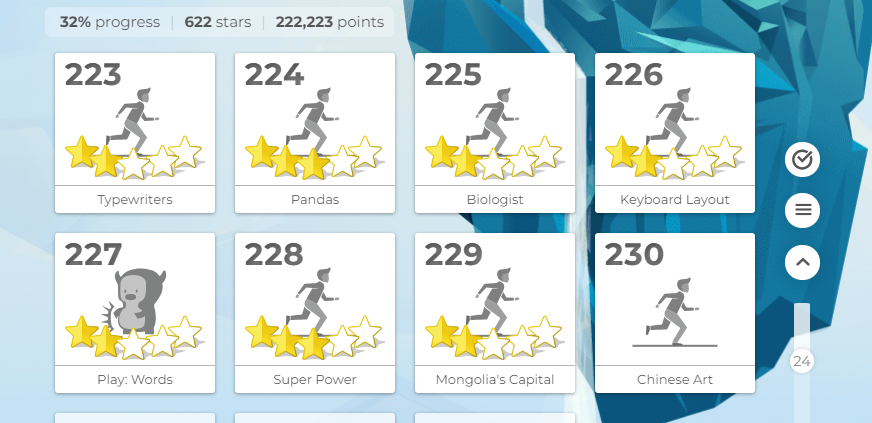 32% progress | 622 stars | 222,223 points
223 224 225 226
Typewriters Pandas Biologist Keyboard Layout
227 228 229 230
Play: Words Super Power Mongolia's Capital Chinese Art
24